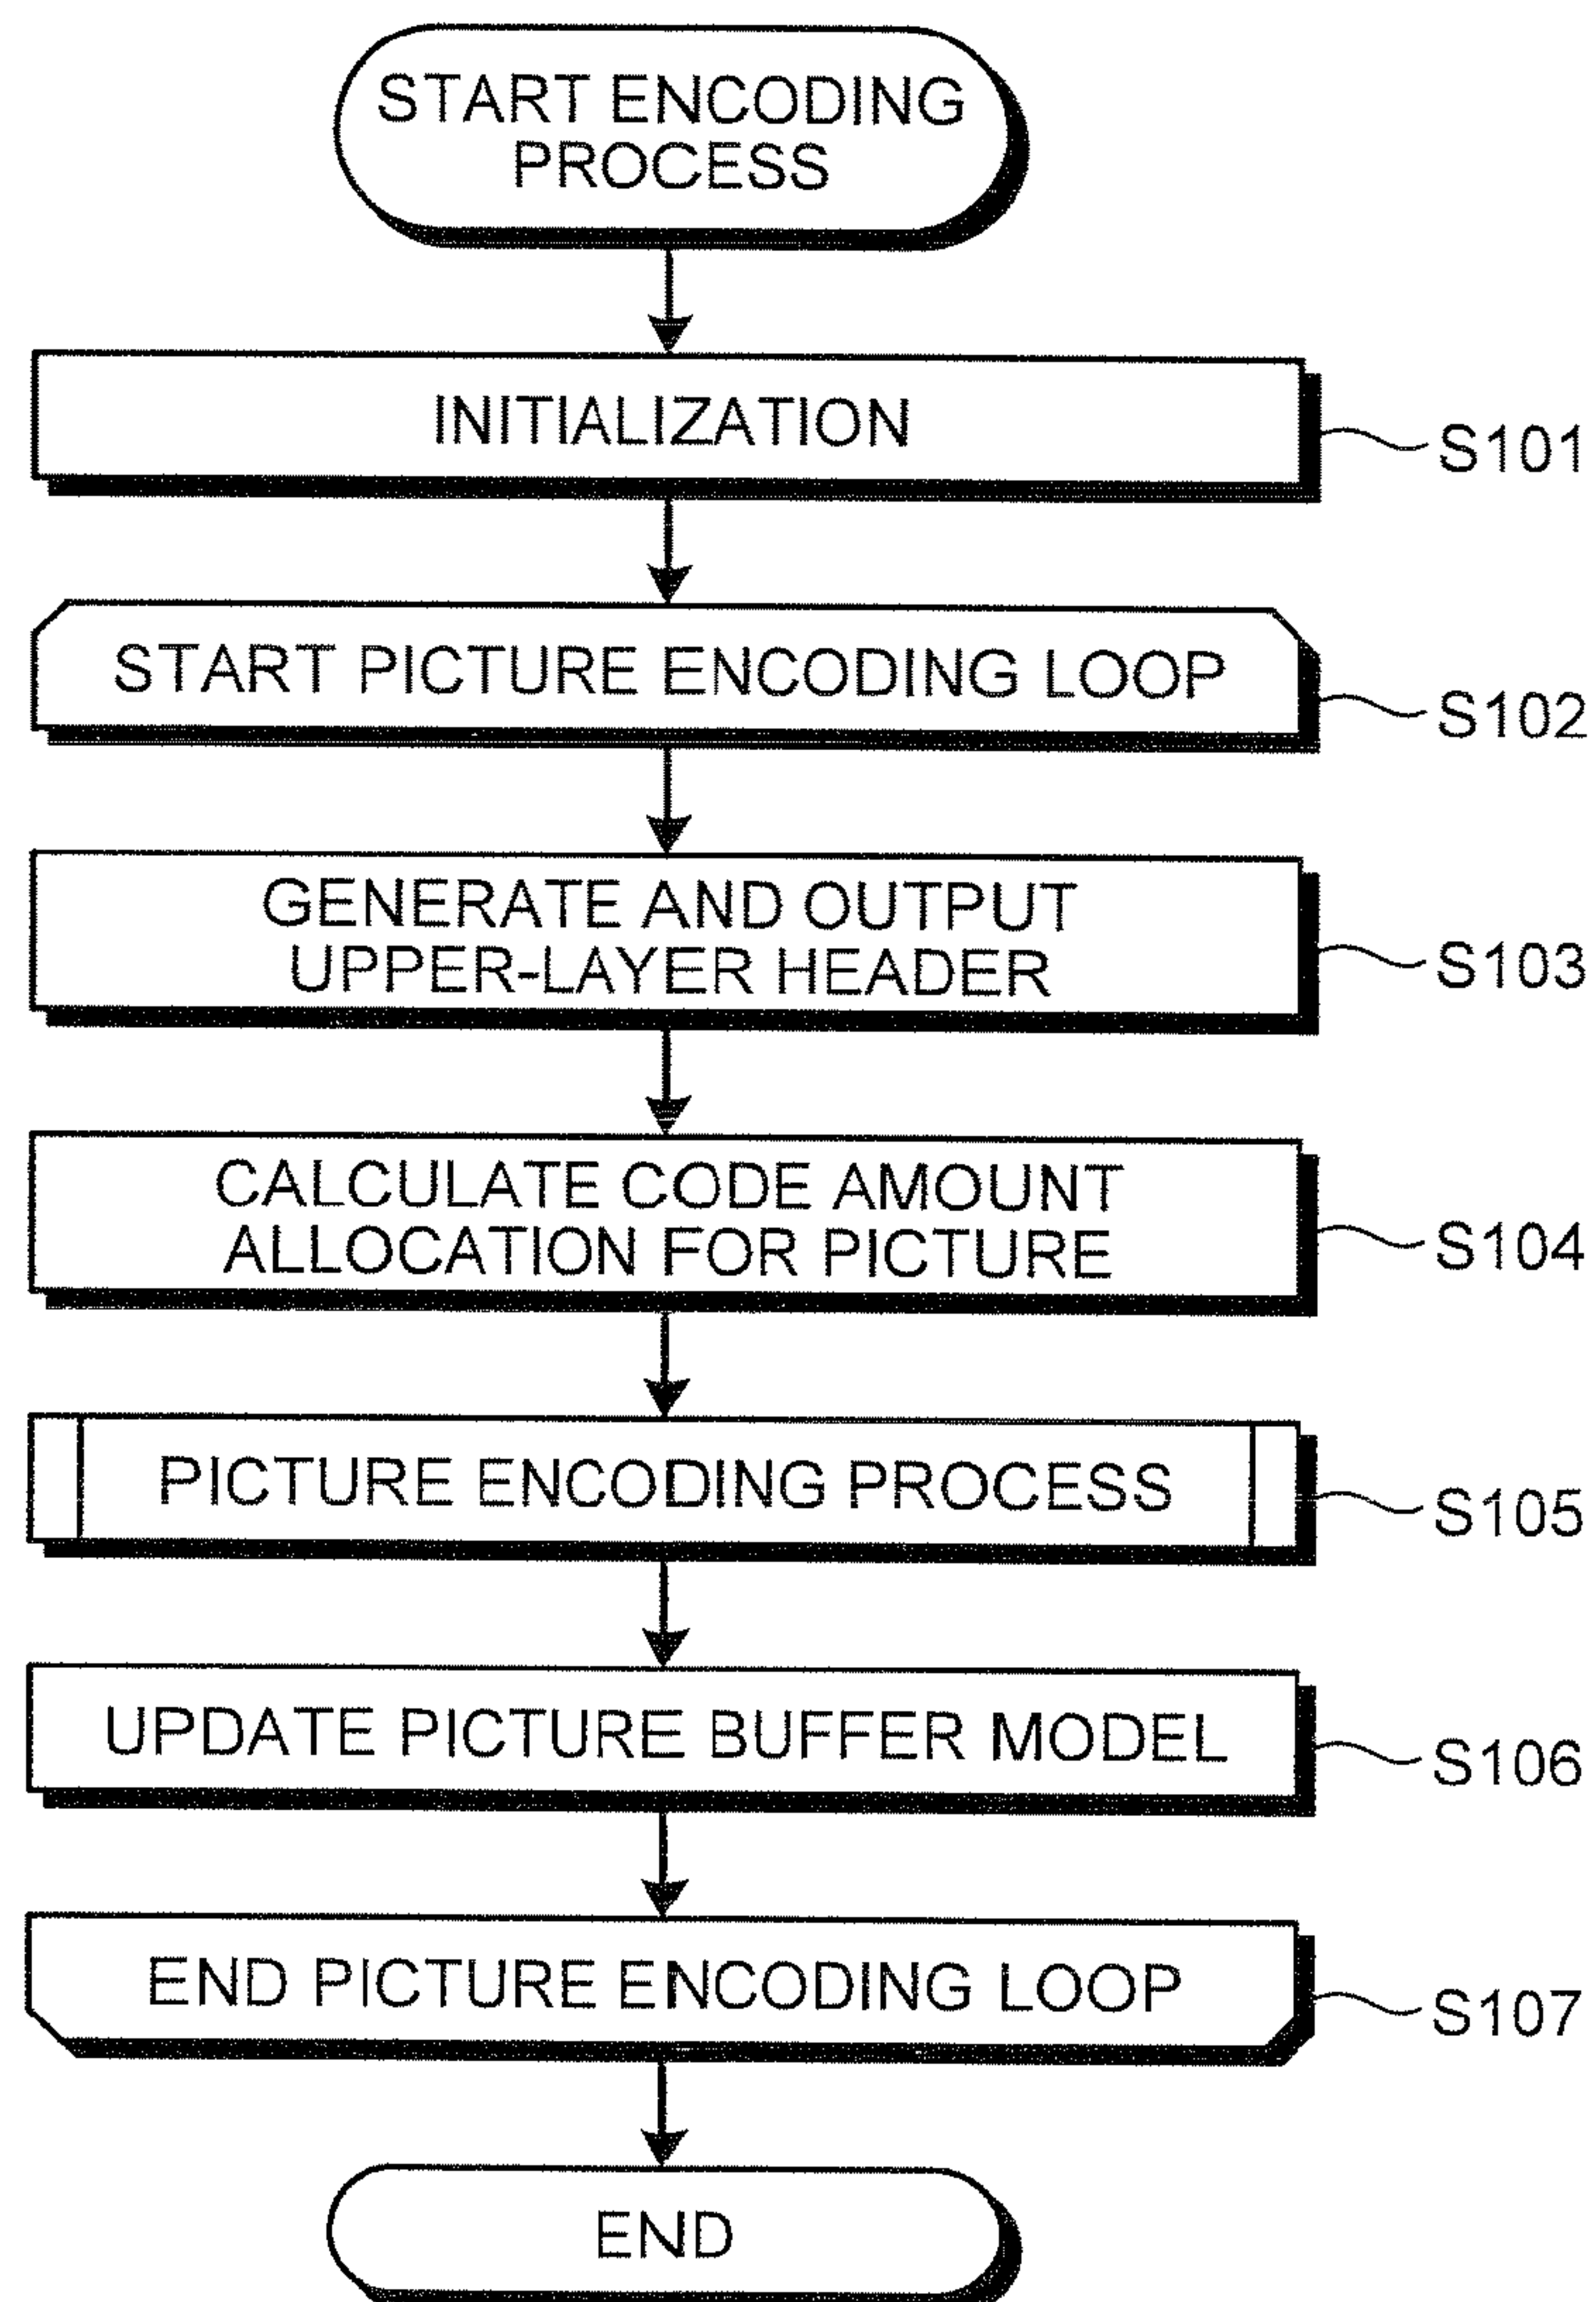 START ENCODING
PROCESS
INITIALIZATION
S101
START PICTURE ENCODING LOOP
S102
GENERATE AND OUTPUT
UPPER-LAYER HEADER
S103
CALCULATE CODE AMOUNT
ALLOCATION FOR PICTURE
S104
PICTURE ENCODING PROCESS
S105
UPDATE PICTURE BUFFER MODEL
S106
END PICTURE ENCODING LOOP
S107
END